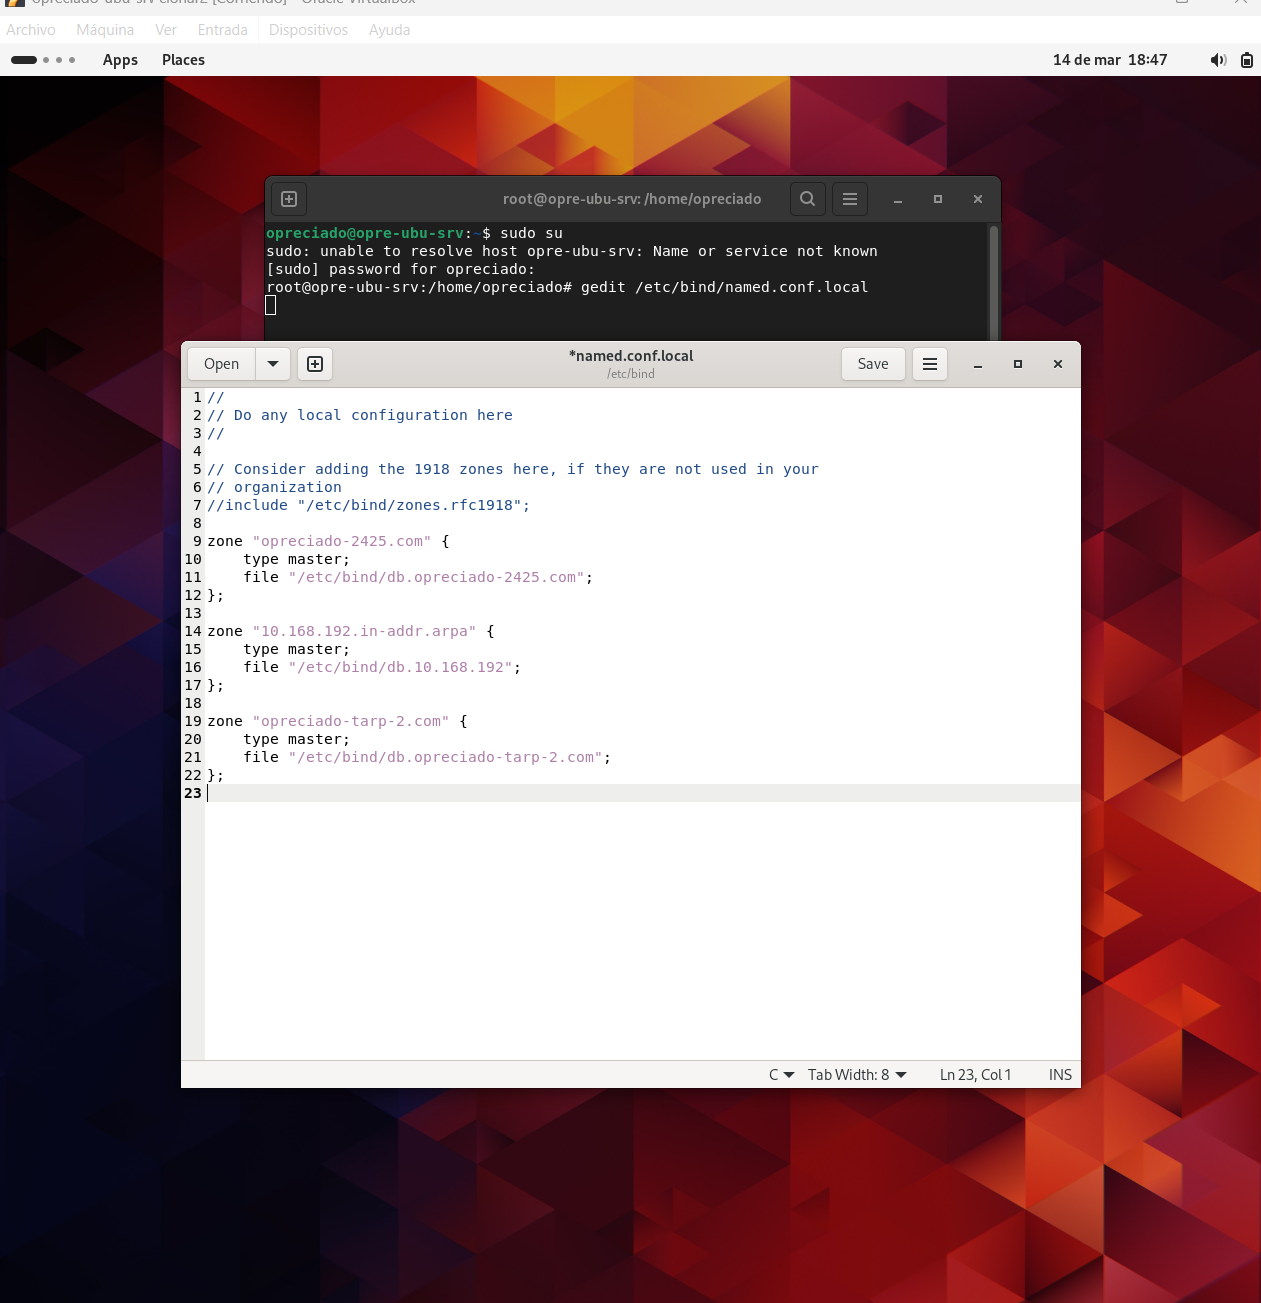 Archivo Máquina Ver Entrada Dispositivos Ayuda
Apps Places 14 de mar 18:47
root@opre-ubu-srv: /home/opreciado
opreciado@opre-ubu-srv:~$ sudo su
sudo: unable to resolve host opre-ubu-srv: Name or service not known
[sudo] password for opreciado:
root@opre-ubu-srv:/home/opreciado# gedit /etc/bind/named.conf.local
Open *named.conf.local Save
/etc/bind
1 //
2 // Do any local configuration here
3 //
4
5 // Consider adding the 1918 zones here, if they are not used in your
6 // organization
7 //include "/etc/bind/zones.rfc1918";
8
9 zone "opreciado-2425.com" {
10     type master;
11     file "/etc/bind/db.opreciado-2425.com";
12 };
13
14 zone "10.168.192.in-addr.arpa" {
15     type master;
16     file "/etc/bind/db.10.168.192";
17 };
18
19 zone "opreciado-tarp-2.com" {
20     type master;
21     file "/etc/bind/db.opreciado-tarp-2.com";
22 };
23
C Tab Width: 8 Ln 23, Col 1 INS